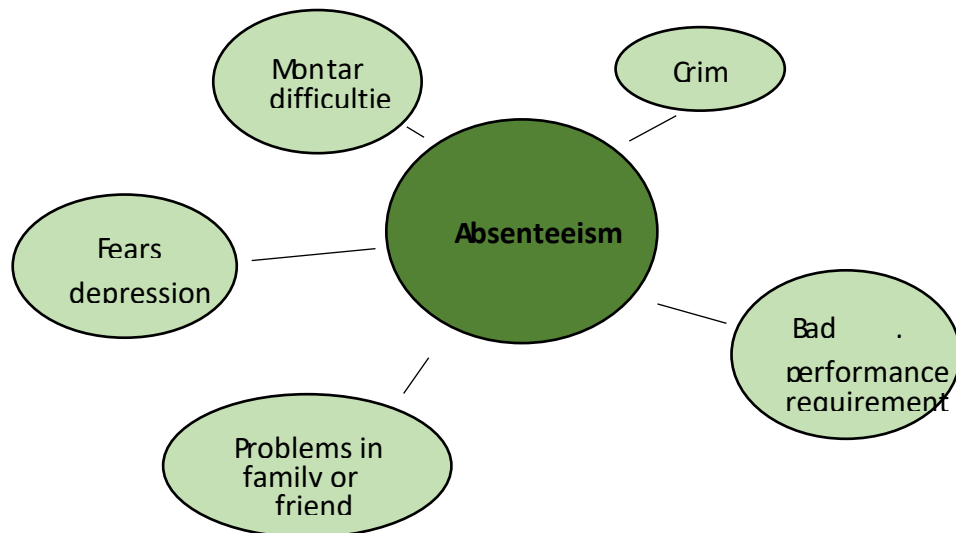 Montar
difficultie
Crim
Absenteeism
Fears
depression
Bad .
performance
requirement
Problems in
family or
friend